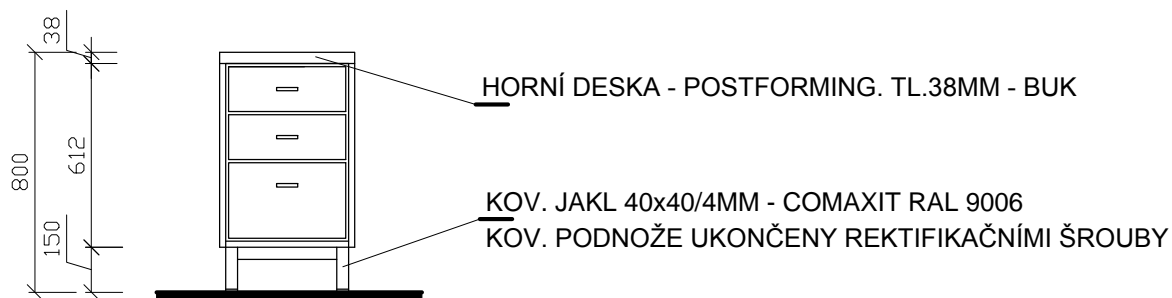 38
HORNÍ DESKA - POSTFORMING. TL.38MM - BUK
800
612
150
KOV. JAKL 40x40/4MM - COMAXIT RAL 9006
KOV. PODNOŽE UKONČENY REKTIFIKAČNÍMI ŠROUBY